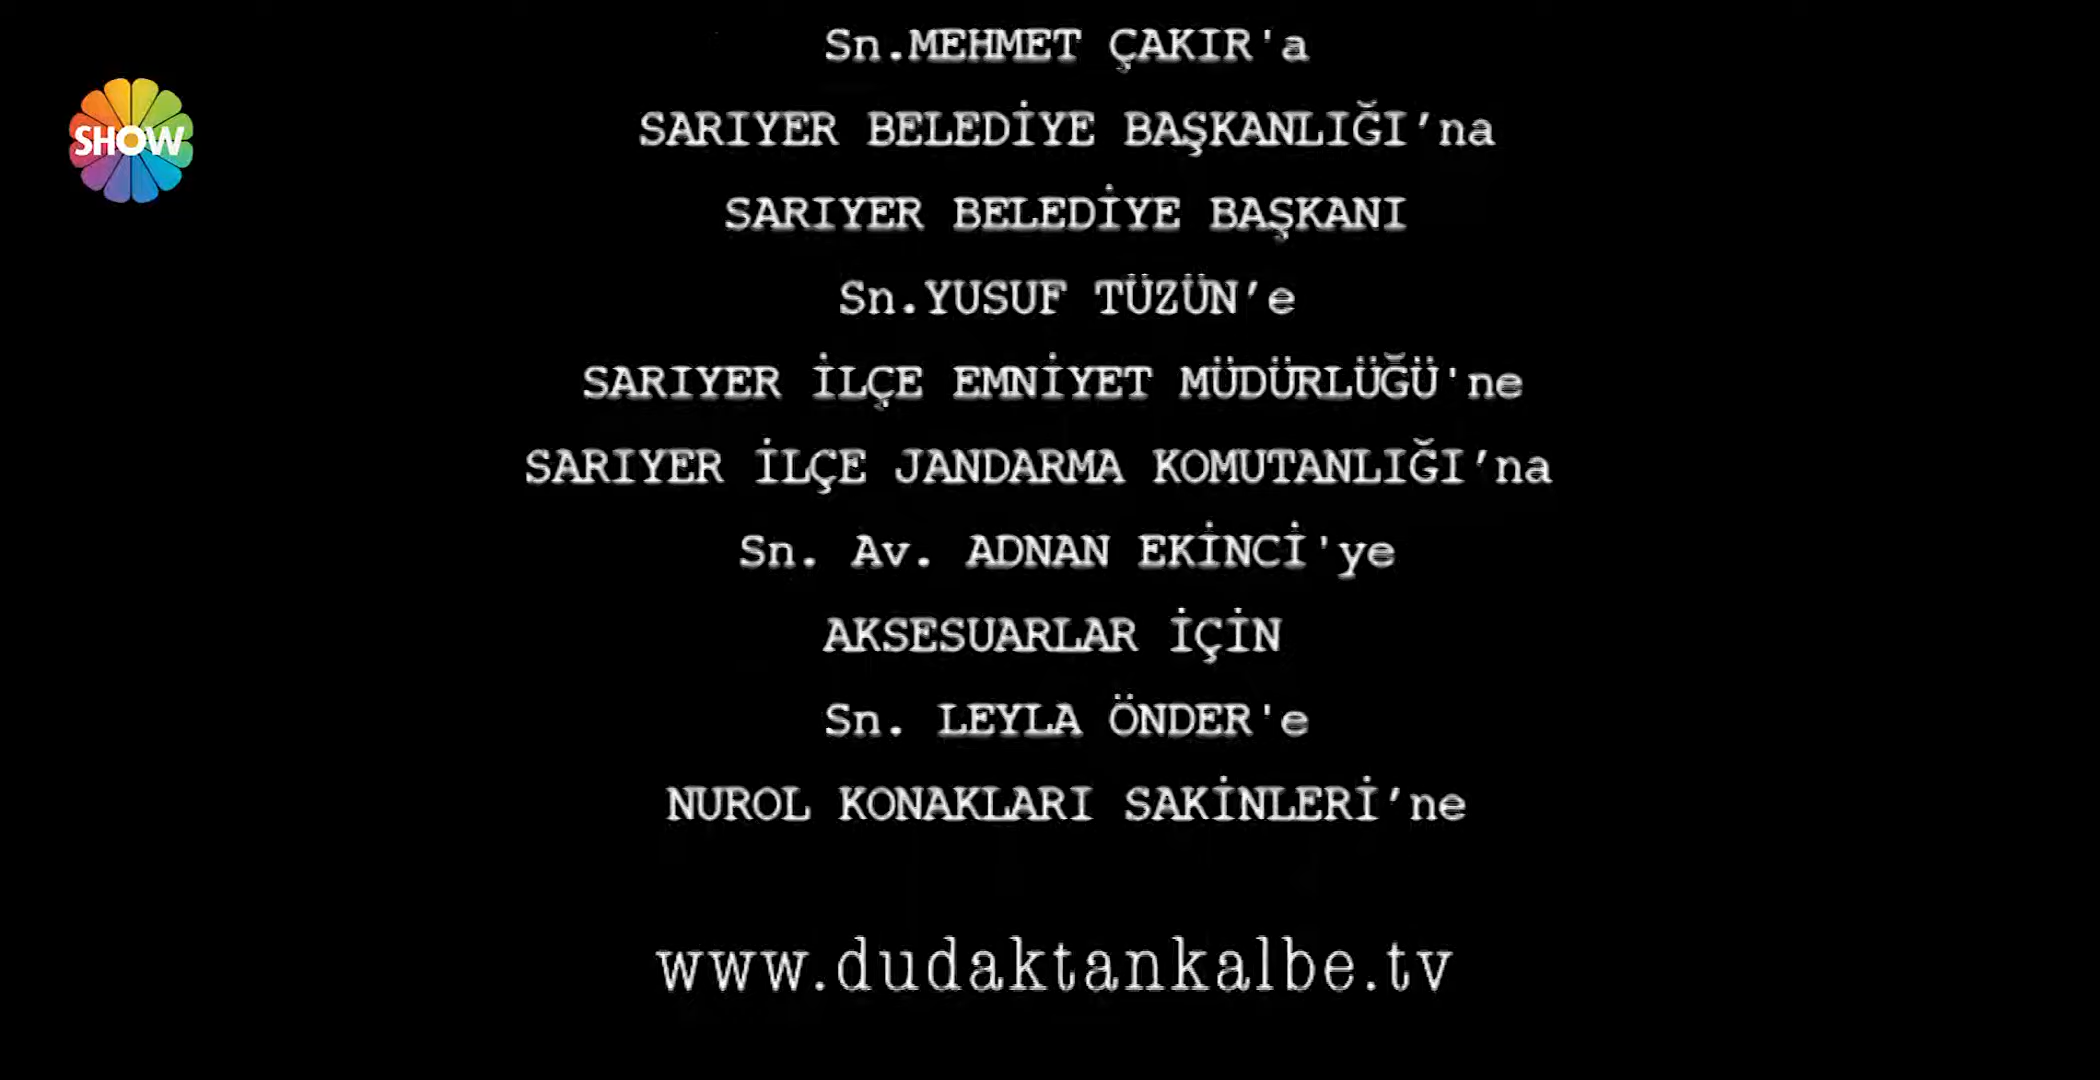 Sn.MEHMET ÇAKIR'a
SHOW
SARIYER BELEDİYE BAŞKANLIĞI’na
SARIYER BELEDİYE BAŞKANI
Sn.YUSUF TÜZÜN’e
SARIYER İLÇE EMNİYET MÜDÜRLÜĞÜ'ne
SARIYER İLÇE JANDARMA KOMUTANLIĞI’na
Sn. Av. ADNAN EKİNCİ'ye
AKSESUARLAR İÇİN
Sn. LEYLA ÖNDER'e
NUROL KONAKLARI SAKİNLERİ’ne
www.dudaktankalbe.tv